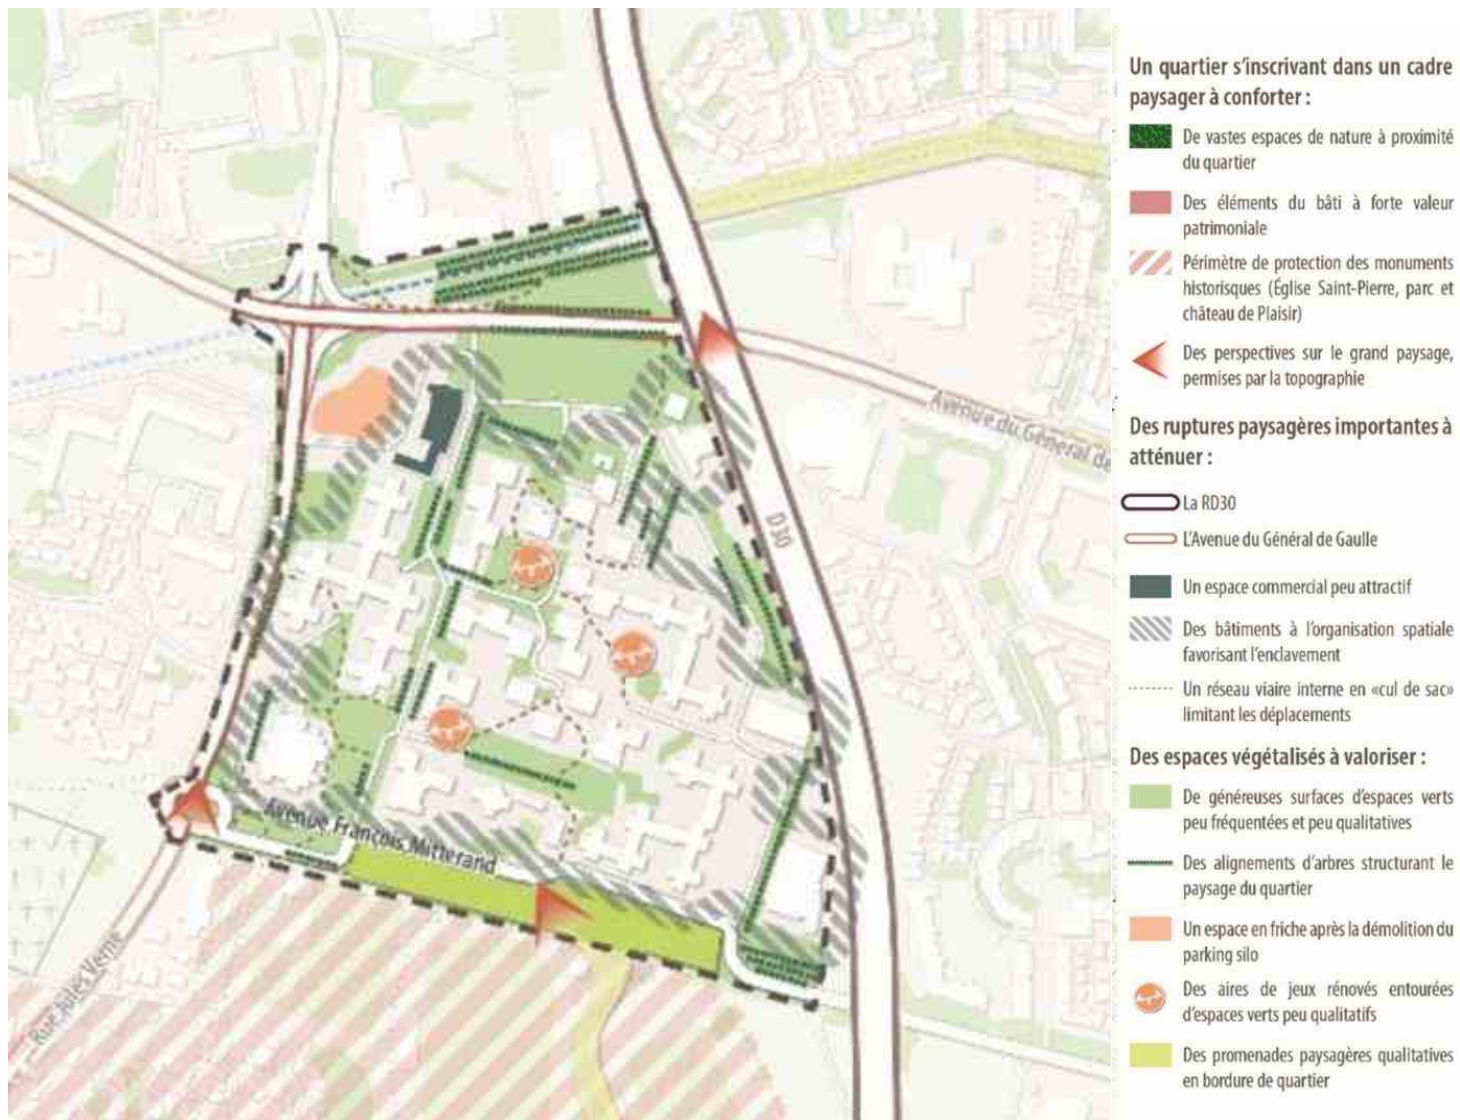 Avenue du Général de
D30
Avenue François Mitterand
Rue Jules Verne
Un quartier s'inscrivant dans un cadre
paysager à conforter :
De vastes espaces de nature à proximité
du quartier
Des éléments du bâti à forte valeur
patrimoniale
Périmètre de protection des monuments
historiques (Église Saint-Pierre, parc et
château de Plaisir)
Des perspectives sur le grand paysage,
permises par la topographie
Des ruptures paysagères importantes à
atténuer :
La RD30
L'Avenue du Général de Gaulle
Un espace commercial peu attractif
Des bâtiments à l'organisation spatiale
favorisant l'enclavement
Un réseau viaire interne en «cul de sac»
limitant les déplacements
Des espaces végétalisés à valoriser :
De généreuses surfaces d'espaces verts
peu fréquentées et peu qualitatives
Des alignements d'arbres structurant le
paysage du quartier
Un espace en friche après la démolition du
parking silo
Des aires de jeux rénovés entourées
d'espaces verts peu qualitatifs
Des promenades paysagères qualitatives
en bordure de quartier